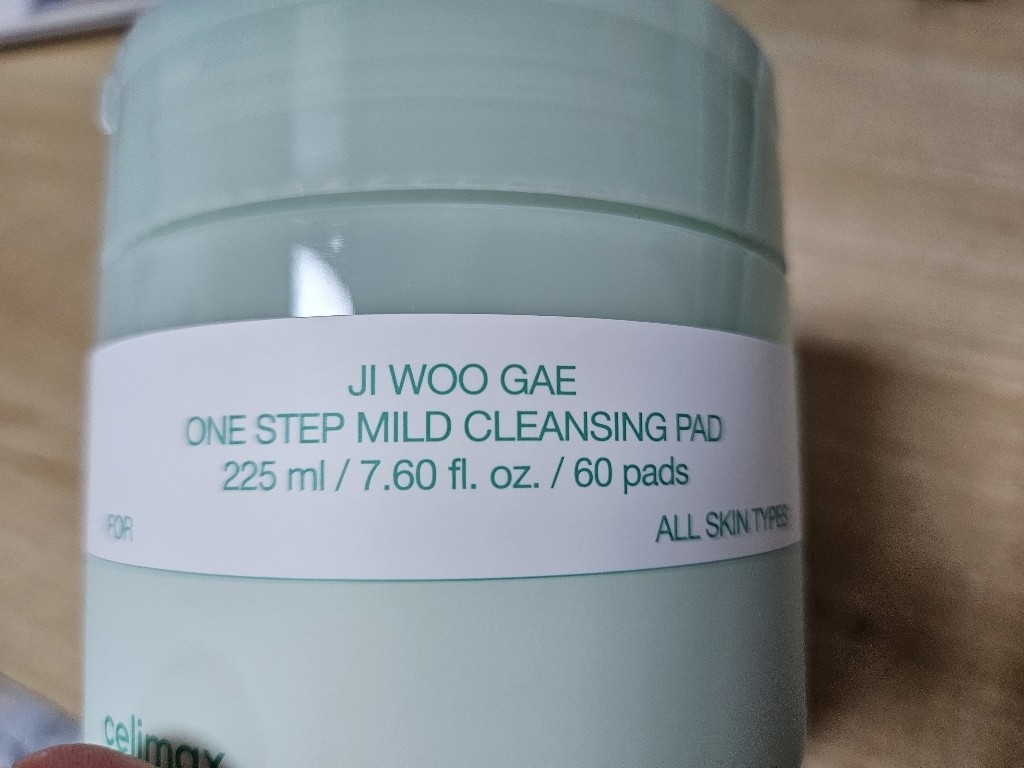 JI WOO GAE
ONE STEP MILD CLEANSING PAD
225 ml / 7.60 fl. oz. / 60 pads
FOR ALL SKIN TYPES
celimax